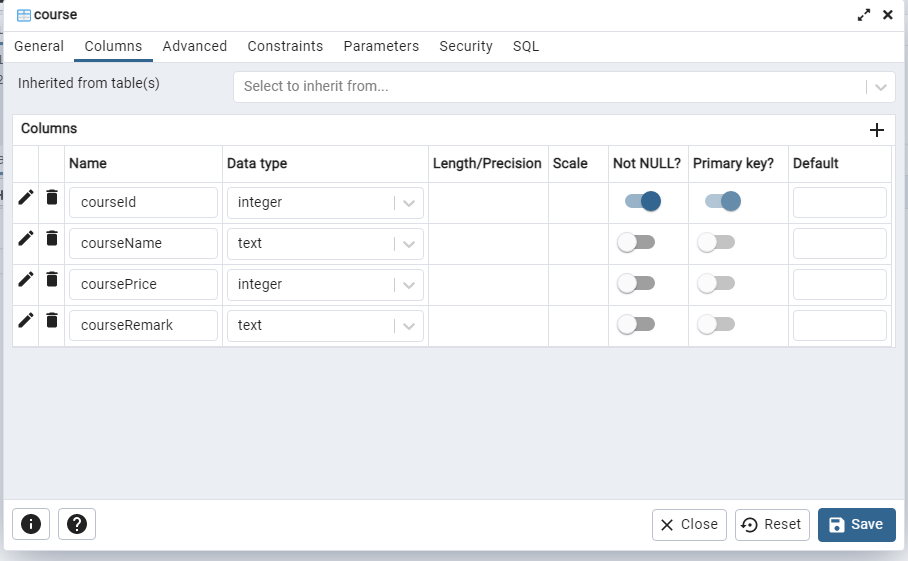 course
General Columns Advanced Constraints Parameters Security SQL
Inherited from table(s) Select to inherit from...
Columns
Name Data type Length/Precision Scale Not NULL? Primary key? Default
courseId integer
courseName text
coursePrice integer
courseRemark text
Close Reset Save